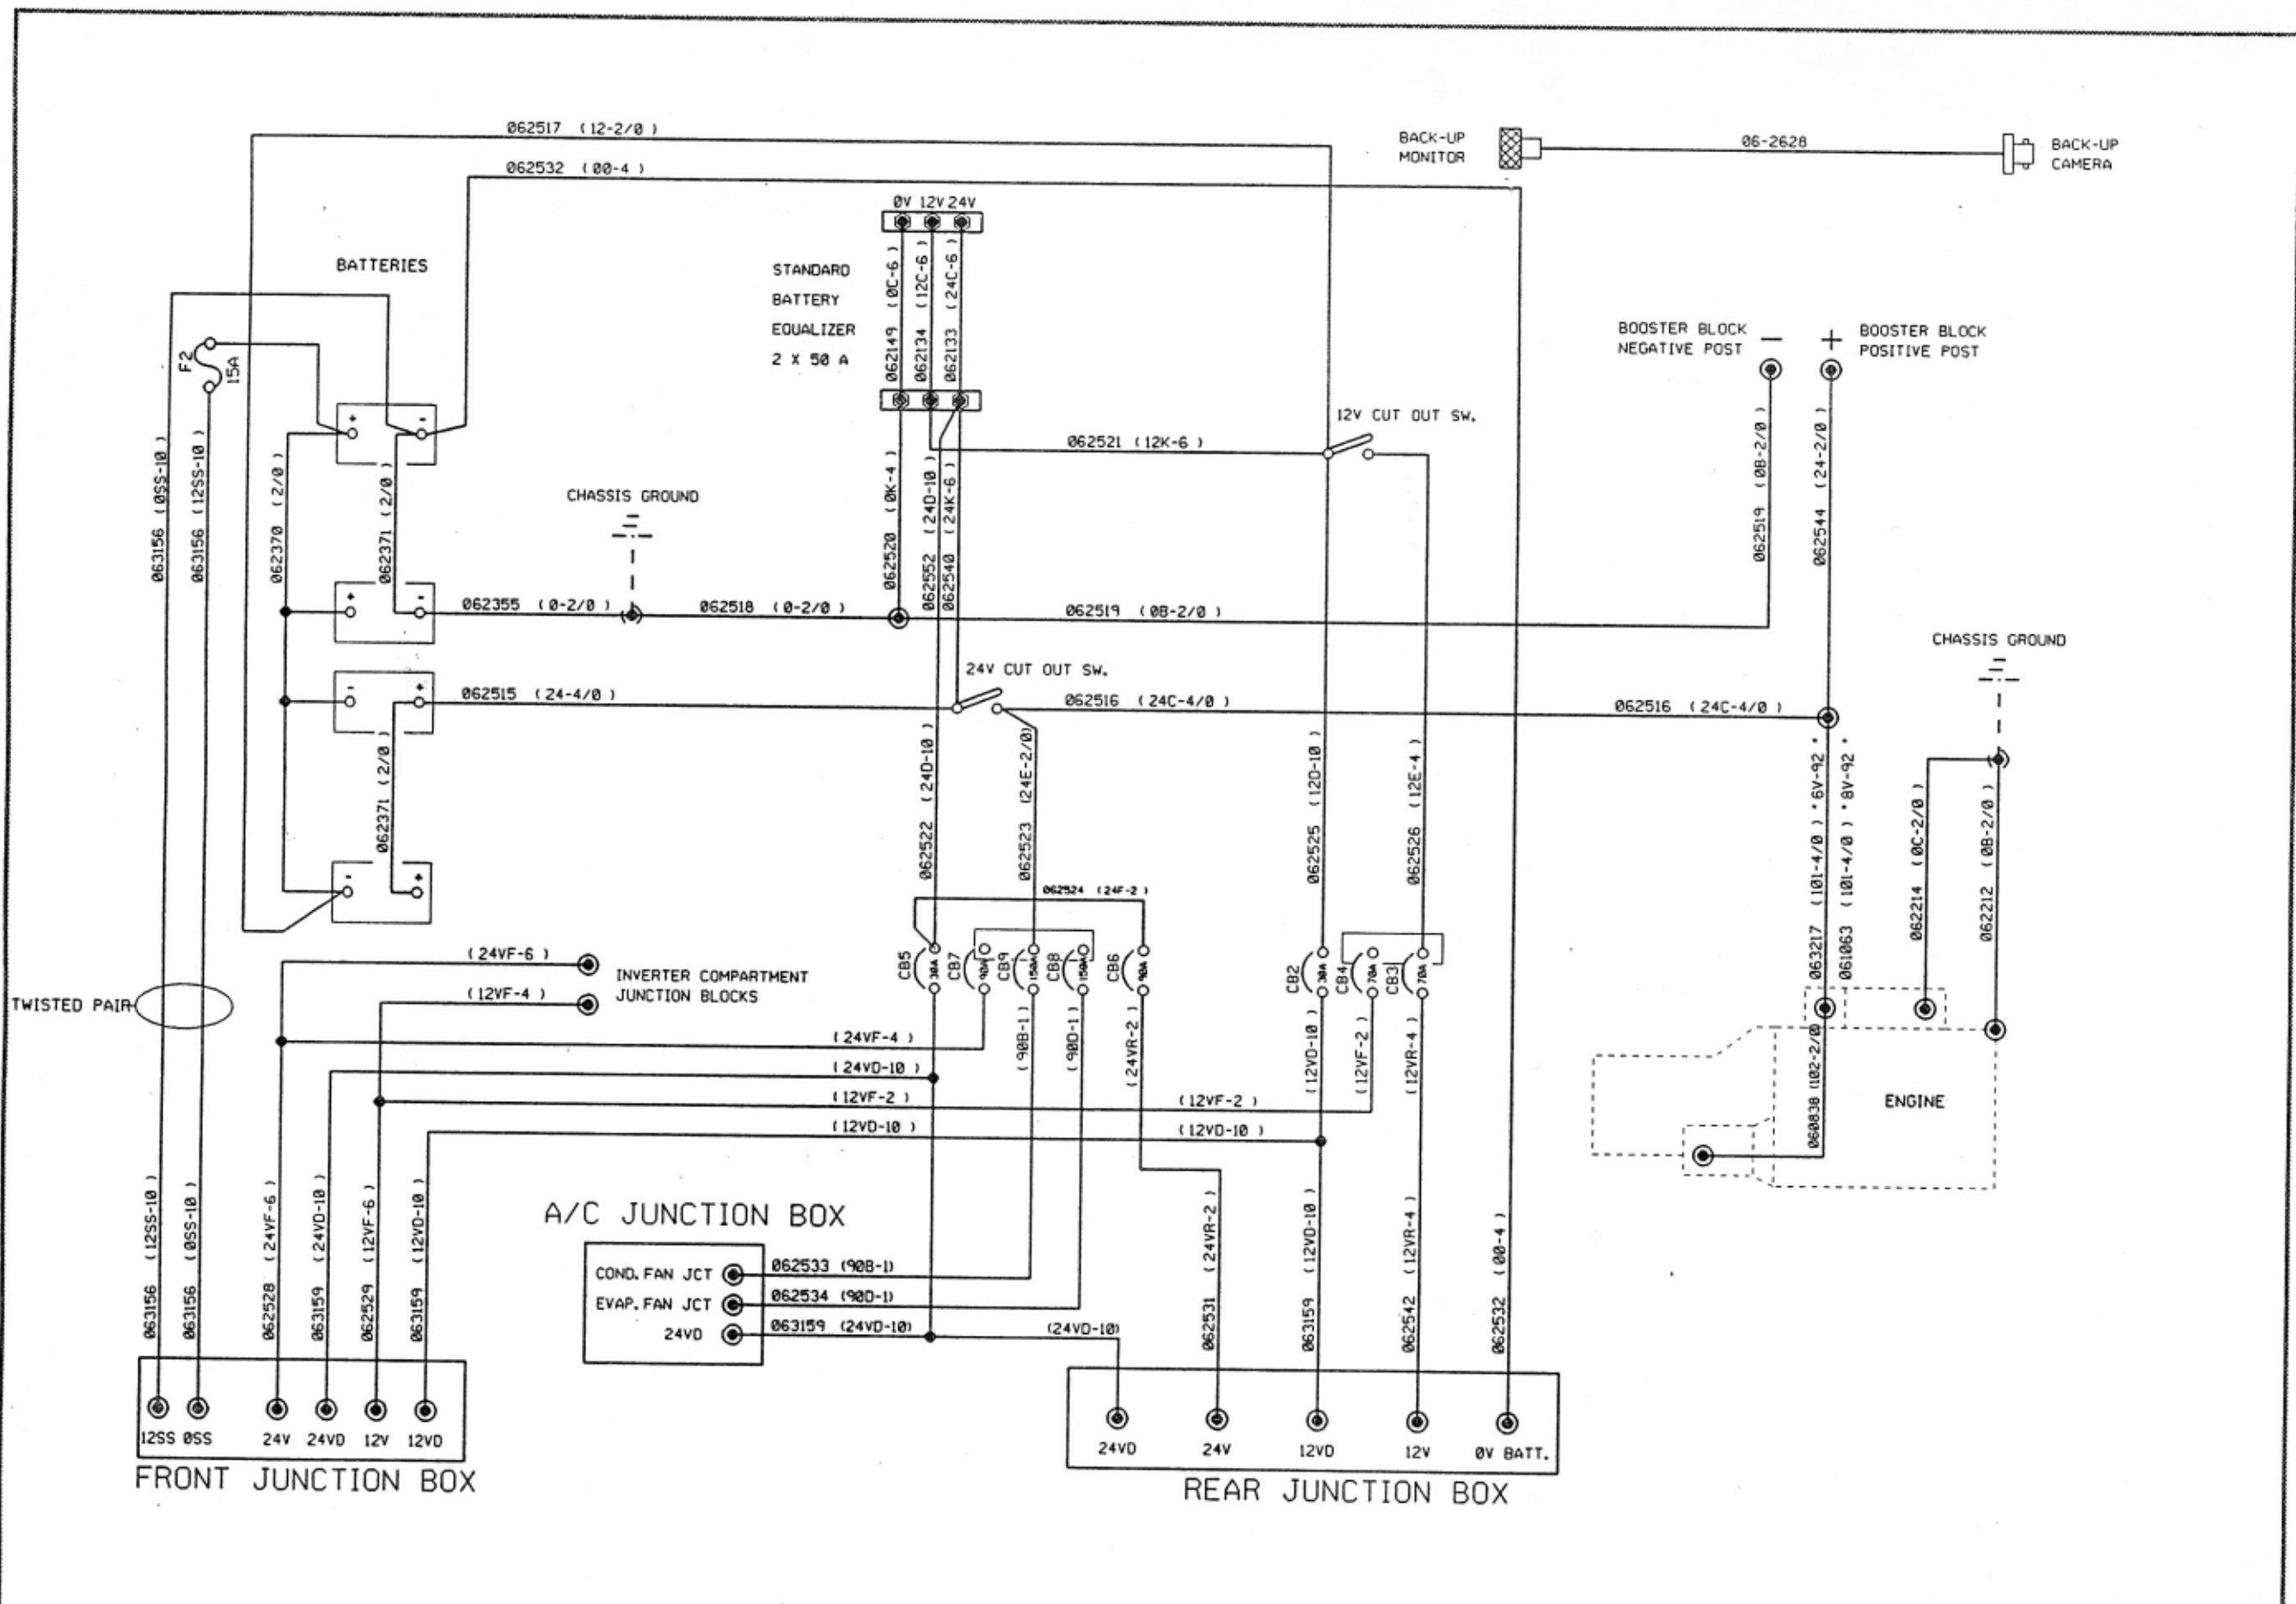 062517 (12-2/0 )
062532 (00-4 )
BACK-UP
MONITOR
06-2628
BACK-UP
CAMERA
0V 12V 24V
BATTERIES
STANDARD
BATTERY
EQUALIZER
2 X 50 A
062149 ( 0C-6 )
062134 ( 12C-6 )
062133 ( 24C-6 )
F2
15A
BOOSTER BLOCK
NEGATIVE POST
−
+
BOOSTER BLOCK
POSITIVE POST
12V CUT OUT SW.
062521 (12K-6 )
063156 ( 0SS-10 )
063156 ( 12SS-10 )
062370 ( 2/0 )
+ -
062371 ( 2/0 )
CHASSIS GROUND
062520 ( 0K-4 )
062552 ( 24D-10 )
062540 ( 24K-6 )
062519 ( 0B-2/0 )
062544 ( 24-2/0 )
+ -
062355 ( 0-2/0 )
062518 ( 0-2/0 )
062519 ( 0B-2/0 )
CHASSIS GROUND
24V CUT OUT SW.
- +
062515 ( 24-4/0 )
062516 ( 24C-4/0 )
062516 ( 24C-4/0 )
062371 ( 2/0 )
062522 ( 24D-10 )
062523 (24E-2/0)
062525 ( 12D-10 )
062526 ( 12E-4 )
063217 ( 101-4/0 ) " 6V-92 "
061063 ( 101-4/0 ) " 8V-92 "
062214 ( 0C-2/0 )
062212 ( 0B-2/0 )
- +
062524 (24F-2 )
CB5 30A
CB7 90A
CB9 150A
CB8 150A
CB6 90A
CB2 30A
CB4 70A
CB3 70A
( 24VF-6 )
( 12VF-4 )
INVERTER COMPARTMENT
JUNCTION BLOCKS
TWISTED PAIR
( 24VF-4 )
( 24VD-10 )
( 12VF-2 )
( 12VF-2 )
( 12VD-10 )
( 12VD-10 )
( 90B-1 )
( 90D-1 )
( 24VR-2 )
( 12VD-10 )
( 12VF-2 )
( 12VR-4 )
060838 (102-2/0)
ENGINE
063156 ( 12SS-10 )
063156 ( 0SS-10 )
062528 ( 24VF-6 )
063159 ( 24VD-10 )
062529 ( 12VF-6 )
063159 ( 12VD-10 )
A/C JUNCTION BOX
COND. FAN JCT
062533 (90B-1)
EVAP. FAN JCT
062534 (90D-1)
24VD
063159 (24VD-10)
(24VD-10)
062531 ( 24VR-2 )
063159 ( 12VD-10 )
062542 ( 12VR-4 )
062532 ( 00-4 )
12SS 0SS 24V 24VD 12V 12VD
FRONT JUNCTION BOX
24VD 24V 12VD 12V 0V BATT.
REAR JUNCTION BOX